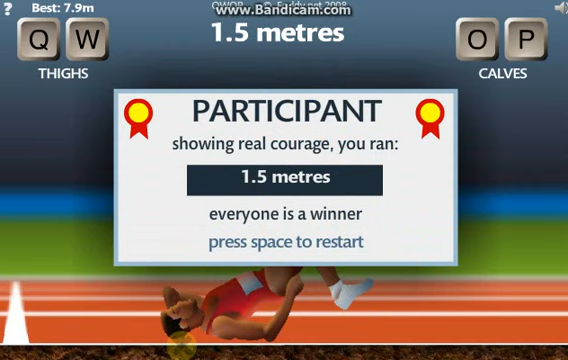 ? Best: 7.9m
www.Bandicam.com
1.5 metres
Q W
O P
THIGHS
CALVES
PARTICIPANT
showing real courage, you ran:
1.5 metres
everyone is a winner
press space to restart